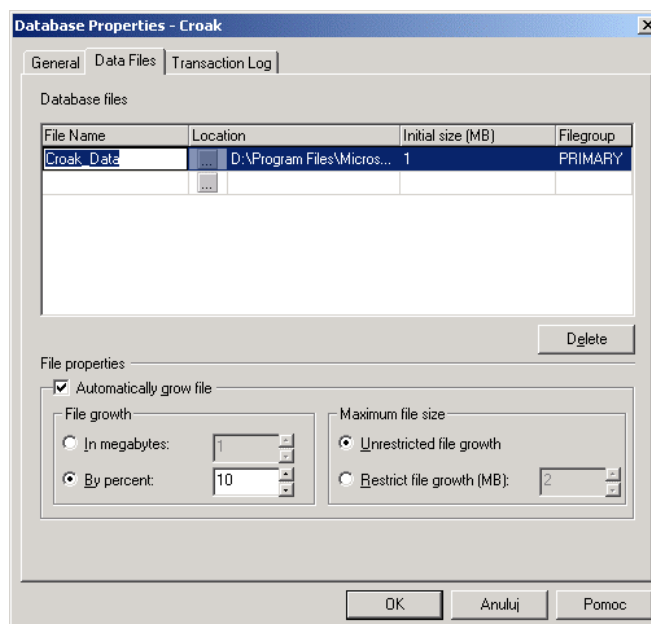 Database Properties - Croak
General Data Files Transaction Log
Database files
File Name Location Initial size (MB) Filegroup
Croak_Data ... D:\Program Files\Micros... 1 PRIMARY
...
Delete
File properties
Automatically grow file
File growth Maximum file size
In megabytes: 1 Unrestricted file growth
By percent: 10 Restrict file growth (MB): 2
OK Anuluj Pomoc